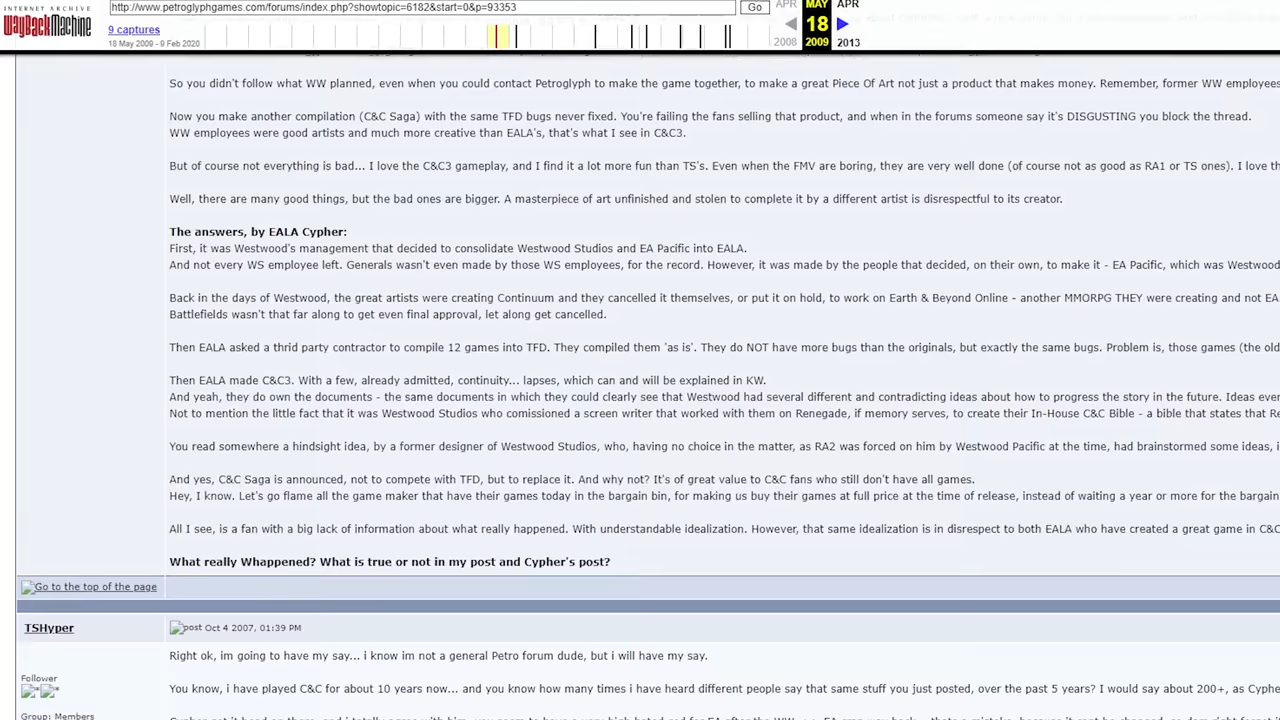 INTERNET ARCHIVE
WayBackMachine
http://www.petroglyphgames.com/forums/index.php?showtopic=6182&start=0&p=93353
Go
APR MAY APR
9 captures
18
18 May 2009 - 9 Feb 2020
2008 2009 2013
So you didn't follow what WW planned, even when you could contact Petroglyph to make the game together, to make a great Piece Of Art not just a product that makes money. Remember, former WW employees
Now you make another compilation (C&C Saga) with the same TFD bugs never fixed. You're failing the fans selling that product, and when in the forums someone say it's DISGUSTING you block the thread.
WW employees were good artists and much more creative than EALA's, that's what I see in C&C3.
But of course not everything is bad... I love the C&C3 gameplay, and I find it a lot more fun than TS's. Even when the FMV are boring, they are very well done (of course not as good as RA1 or TS ones). I love th
Well, there are many good things, but the bad ones are bigger. A masterpiece of art unfinished and stolen to complete it by a different artist is disrespectful to its creator.
The answers, by EALA Cypher:
First, it was Westwood's management that decided to consolidate Westwood Studios and EA Pacific into EALA.
And not every WS employee left. Generals wasn't even made by those WS employees, for the record. However, it was made by the people that decided, on their own, to make it - EA Pacific, which was Westwood
Back in the days of Westwood, the great artists were creating Continuum and they cancelled it themselves, or put it on hold, to work on Earth & Beyond Online - another MMORPG THEY were creating and not EA
Battlefields wasn't that far along to get even final approval, let along get cancelled.
Then EALA asked a thrid party contractor to compile 12 games into TFD. They compiled them 'as is'. They do NOT have more bugs than the originals, but exactly the same bugs. Problem is, those games (the old
Then EALA made C&C3. With a few, already admitted, continuity... lapses, which can and will be explained in KW.
And yeah, they do own the documents - the same documents in which they could clearly see that Westwood had several different and contradicting ideas about how to progress the story in the future. Ideas ever
Not to mention the little fact that it was Westwood Studios who comissioned a screen writer that worked with them on Renegade, if memory serves, to create their In-House C&C Bible - a bible that states that Re
You read somewhere a hindsight idea, by a former designer of Westwood Studios, who, having no choice in the matter, as RA2 was forced on him by Westwood Pacific at the time, had brainstormed some ideas, i
And yes, C&C Saga is announced, not to compete with TFD, but to replace it. And why not? It's of great value to C&C fans who still don't have all games.
Hey, I know. Let's go flame all the game maker that have their games today in the bargain bin, for making us buy their games at full price at the time of release, instead of waiting a year or more for the bargain
All I see, is a fan with a big lack of information about what really happened. With understandable idealization. However, that same idealization is in disrespect to both EALA who have created a great game in C&C
What really Whappened? What is true or not in my post and Cypher's post?
Go to the top of the page
TSHyper
post Oct 4 2007, 01:39 PM
Right ok, im going to have my say... i know im not a general Petro forum dude, but i will have my say.
Follower
You know, i have played C&C for about 10 years now... and you know how many times i have heard different people say that same stuff you just posted, over the past 5 years? I would say about 200+, as Cyphe
Group: Members